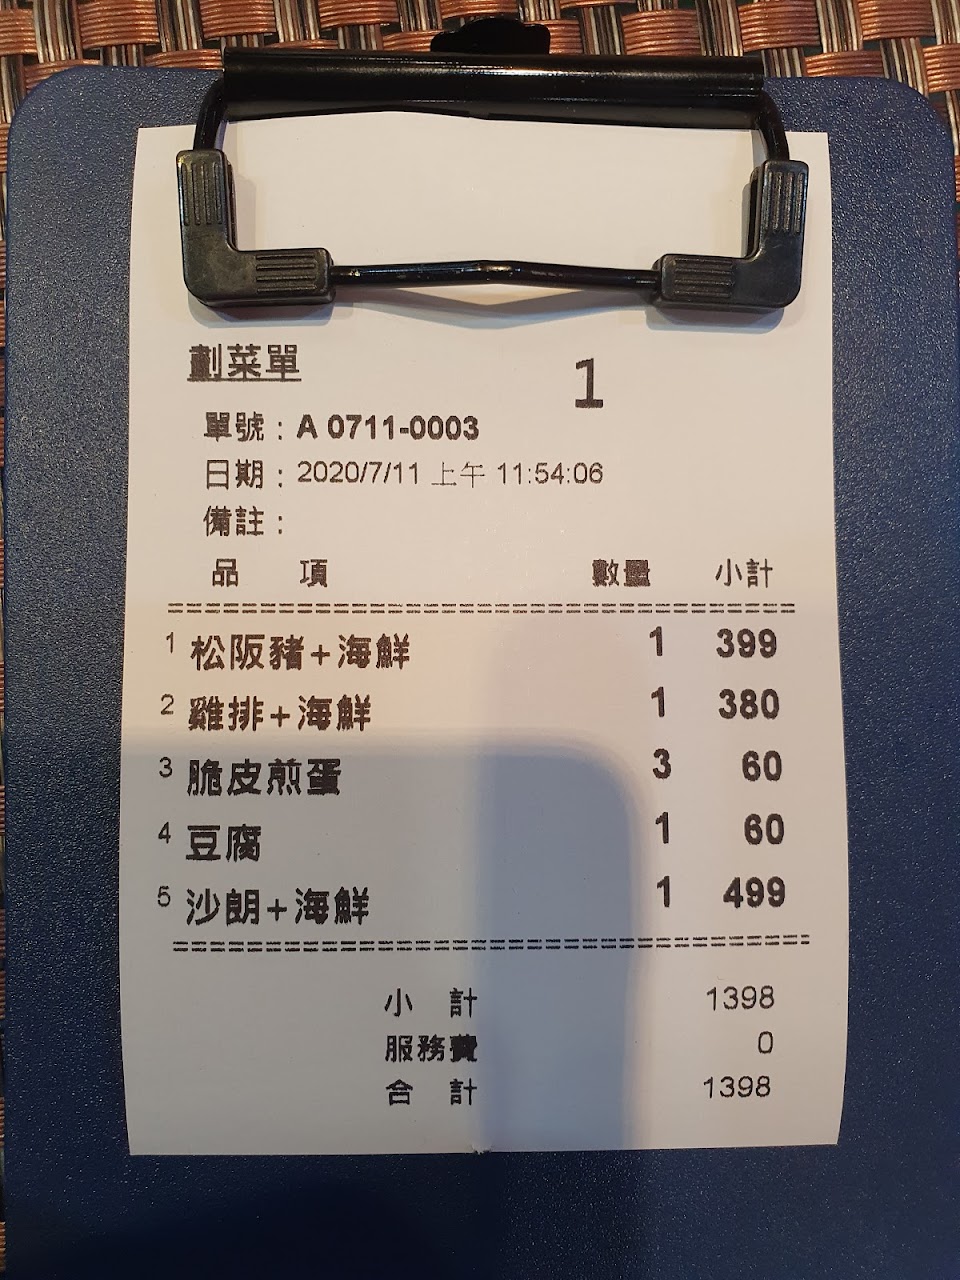 劃菜單
1
單號：A 0711-0003
日期：2020/7/11 上午 11:54:06
備註：
品 項 數量 小計
1 松阪豬+海鮮 1 399
2 雞排+海鮮 1 380
3 脆皮煎蛋 3 60
4 豆腐 1 60
5 沙朗+海鮮 1 499
小 計 1398
服務費 0
合 計 1398